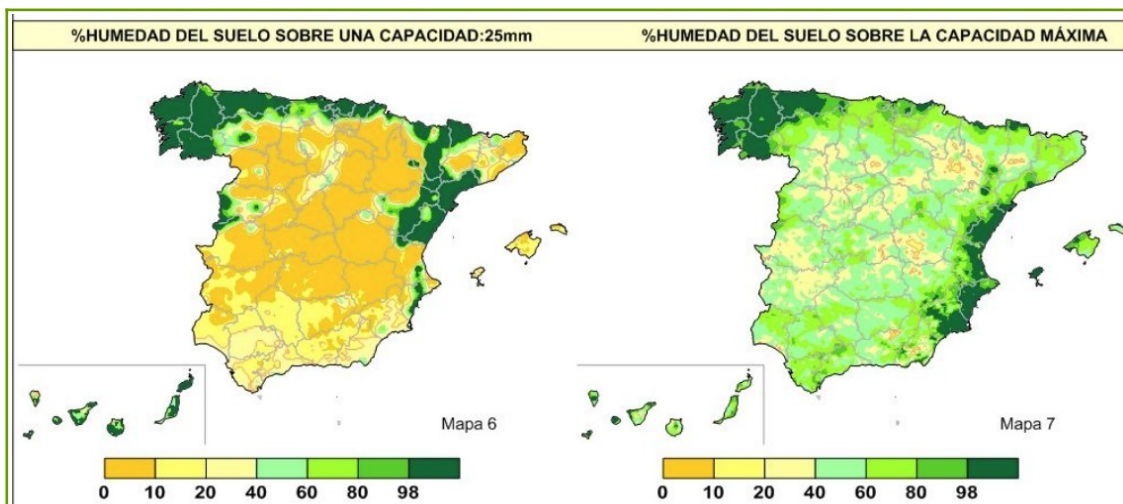 %HUMEDAD DEL SUELO SOBRE UNA CAPACIDAD:25mm
%HUMEDAD DEL SUELO SOBRE LA CAPACIDAD MÁXIMA
Mapa 6
Mapa 7
0 10 20 40 60 80 98
0 10 20 40 60 80 98